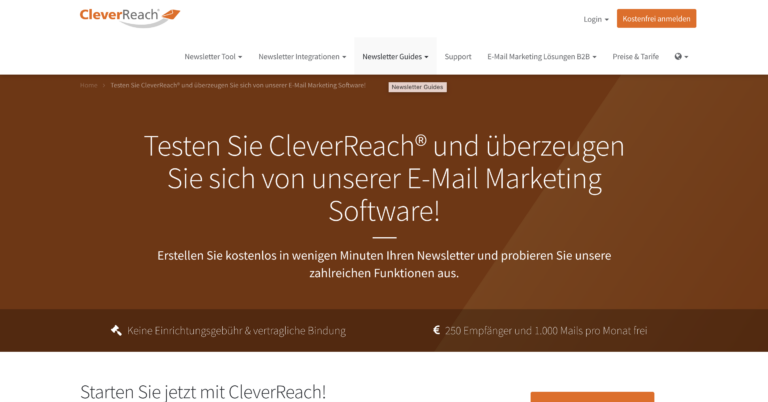 CleverReach®
Login
Kostenfrei anmelden
Newsletter Tool
Newsletter Integrationen
Newsletter Guides
Support
E-Mail Marketing Lösungen B2B
Preise & Tarife
Home › Testen Sie CleverReach® und überzeugen Sie sich von unserer E-Mail Marketing Software!
Newsletter Guides
Testen Sie CleverReach® und überzeugen
Sie sich von unserer E-Mail Marketing
Software!
Erstellen Sie kostenlos in wenigen Minuten Ihren Newsletter und probieren Sie unsere
zahlreichen Funktionen aus.
Keine Einrichtungsgebühr & vertragliche Bindung
€ 250 Empfänger und 1.000 Mails pro Monat frei
Starten Sie jetzt mit CleverReach!